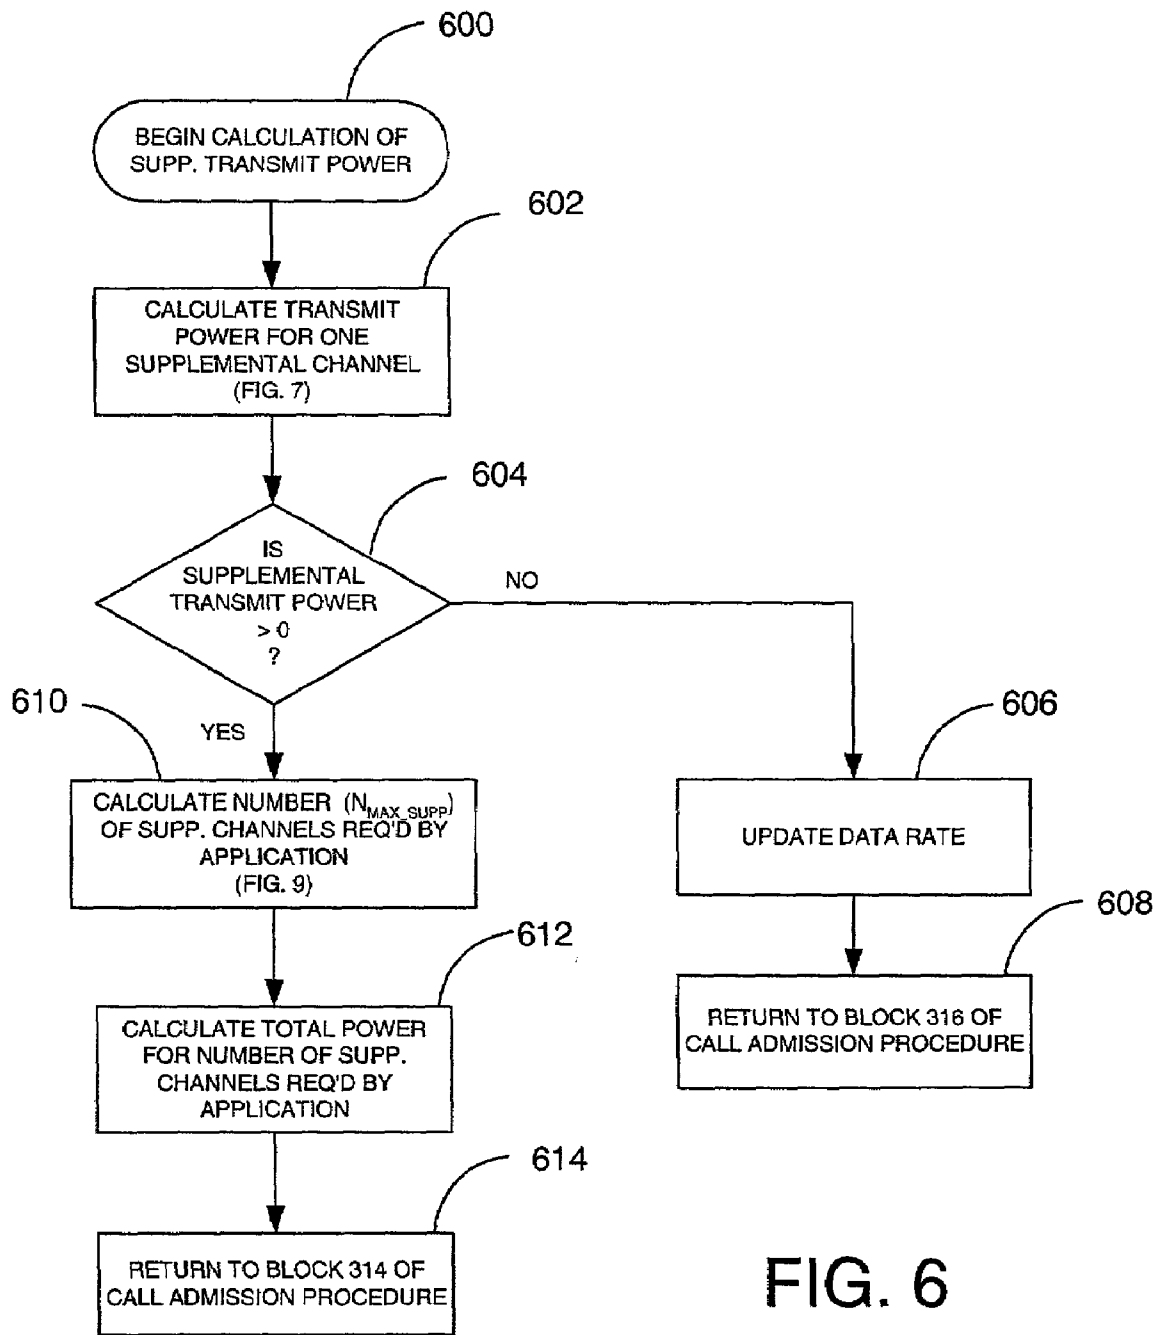 600
BEGIN CALCULATION OF
SUPP. TRANSMIT POWER
602
CALCULATE TRANSMIT
POWER FOR ONE
SUPPLEMENTAL CHANNEL
(FIG. 7)
604
IS
SUPPLEMENTAL
TRANSMIT POWER
> 0
?
NO
YES
610
CALCULATE NUMBER (NMAX_SUPP)
OF SUPP. CHANNELS REQ'D BY
APPLICATION
(FIG. 9)
606
UPDATE DATA RATE
612
CALCULATE TOTAL POWER
FOR NUMBER OF SUPP.
CHANNELS REQ'D BY
APPLICATION
608
RETURN TO BLOCK 316 OF
CALL ADMISSION PROCEDURE
614
RETURN TO BLOCK 314 OF
CALL ADMISSION PROCEDURE
FIG. 6